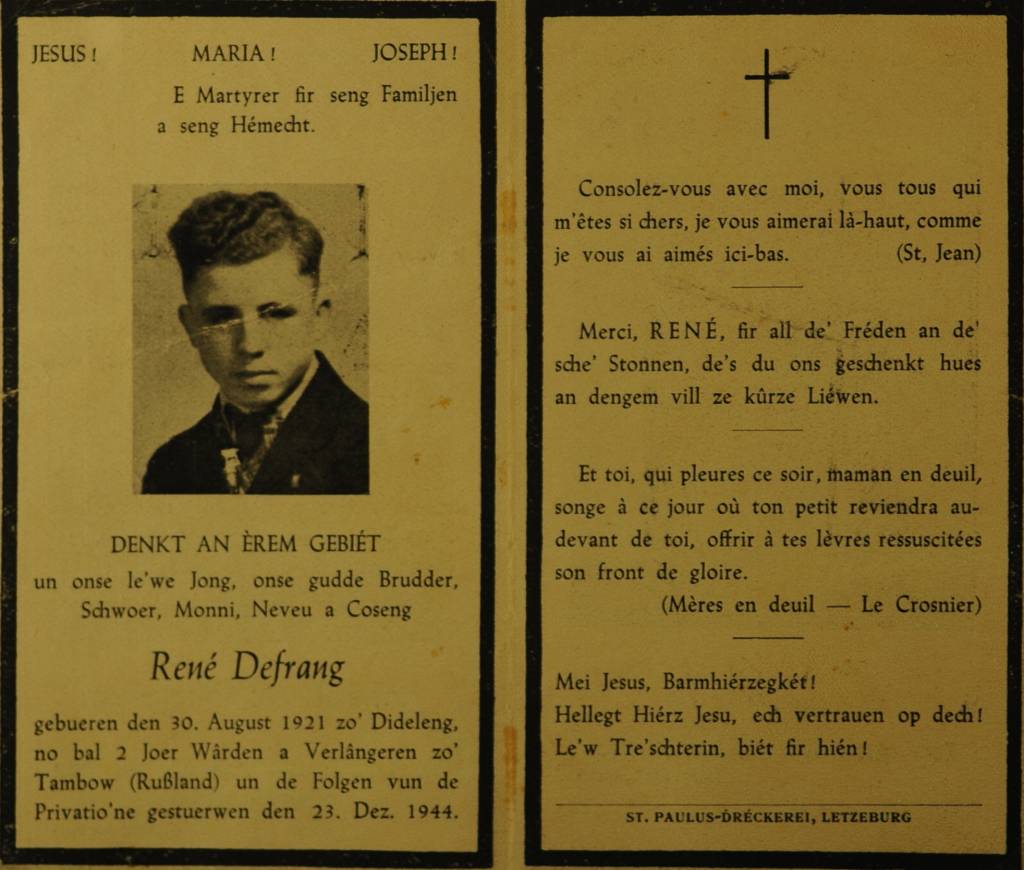 JESUS! MARIA! JOSEPH!
E Martyrer fir seng Familjen
a seng Hémecht.
DENKT AN ÈREM GEBIÉT
un onse le'we Jong, onse gudde Brudder,
Schwoer, Monni, Neveu a Coseng
René Defrang
gebueren den 30. August 1921 zo' Dideleng,
no bal 2 Joer Wârden a Verlângeren zo'
Tambow (Rußland) un de Folgen vun de
Privatio'ne gestuerwen den 23. Dez. 1944.
Consolez-vous avec moi, vous tous qui
m'êtes si chers, je vous aimerai là-haut, comme
je vous ai aimés ici-bas. (St, Jean)
Merci, RENÉ, fir all de' Fréden an de'
sche' Stonnen, de's du ons geschenkt hues
an dengem vill ze kûrze Liéwen.
Et toi, qui pleures ce soir, maman en deuil,
songe à ce jour où ton petit reviendra au-
devant de toi, offrir à tes lèvres ressuscitées
son front de gloire.
(Mères en deuil — Le Crosnier)
Mei Jesus, Barmhiérzegkét!
Hellegt Hiérz Jesu, ech vertrauen op dech!
Le'w Tre'schterin, biét fir hién!
ST. PAULUS-DRÉCKEREI, LETZEBURG